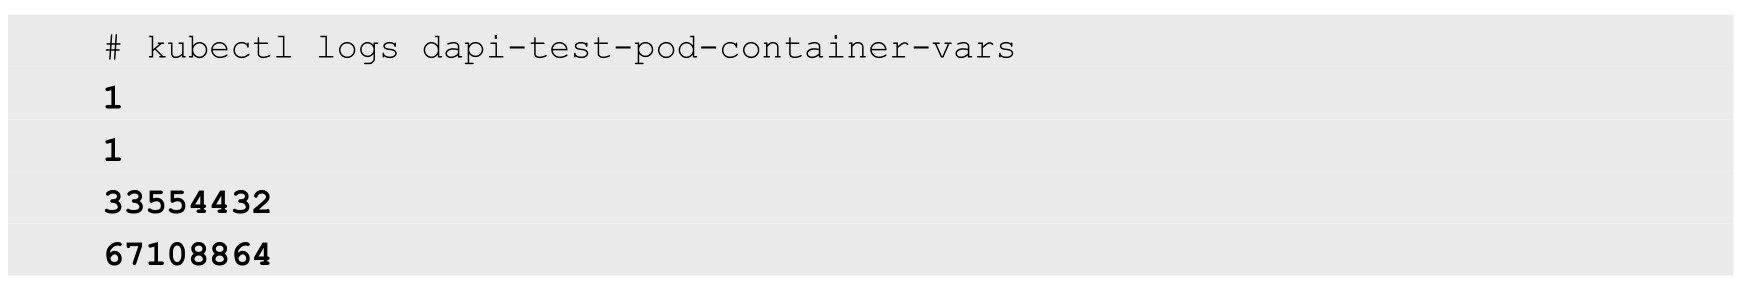 # kubectl logs dapi-test-pod-container-vars
1
1
33554432
67108864